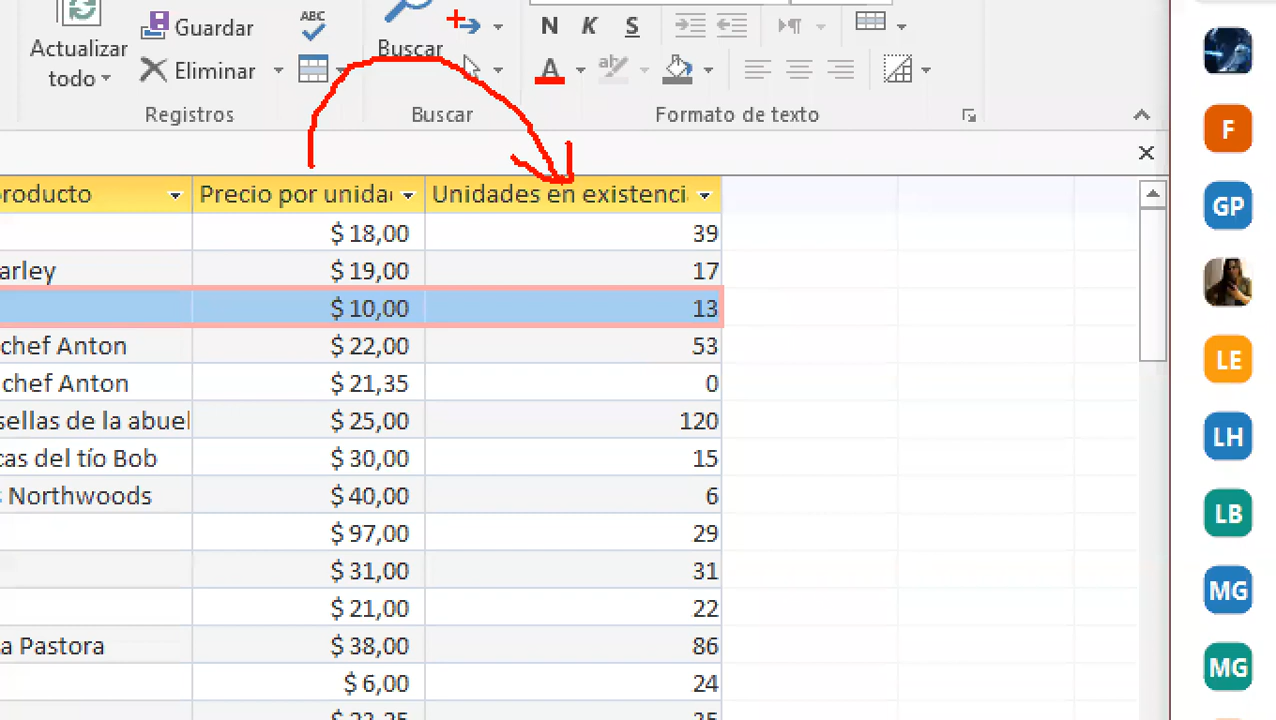 Actualizar
todo
Guardar
Eliminar
Registros
ABC
Buscar
Buscar
N K S
A ab
Formato de texto
producto Precio por unida Unidades en existenci
$ 18,00 39
arley $ 19,00 17
$ 10,00 13
chef Anton $ 22,00 53
chef Anton $ 21,35 0
sellas de la abuel $ 25,00 120
cas del tío Bob $ 30,00 15
s Northwoods $ 40,00 6
$ 97,00 29
$ 31,00 31
$ 21,00 22
a Pastora $ 38,00 86
$ 6,00 24
F
GP
LE
LH
LB
MG
MG